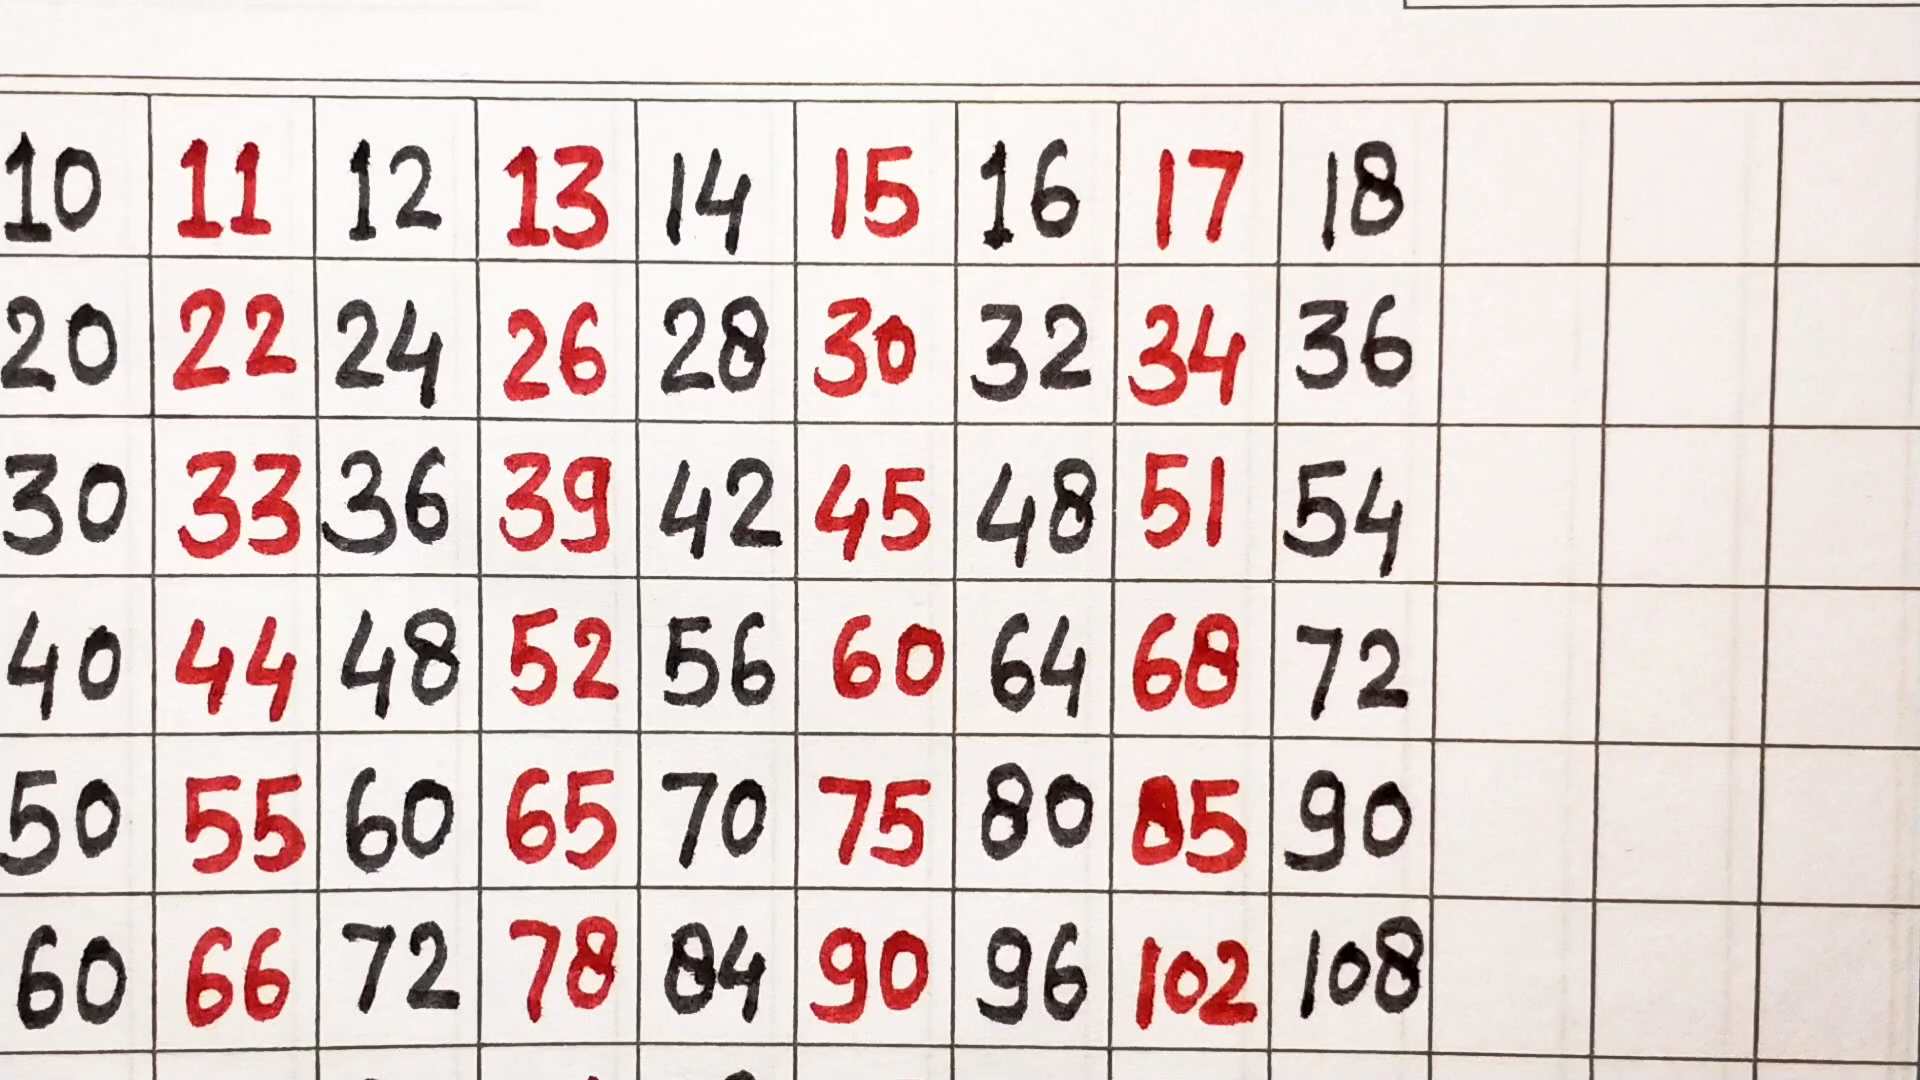 10 11 12 13 14 15 16 17 18
20 22 24 26 28 30 32 34 36
30 33 36 39 42 45 48 51 54
40 44 48 52 56 60 64 68 72
50 55 60 65 70 75 80 85 90
60 66 72 78 84 90 96 102 108